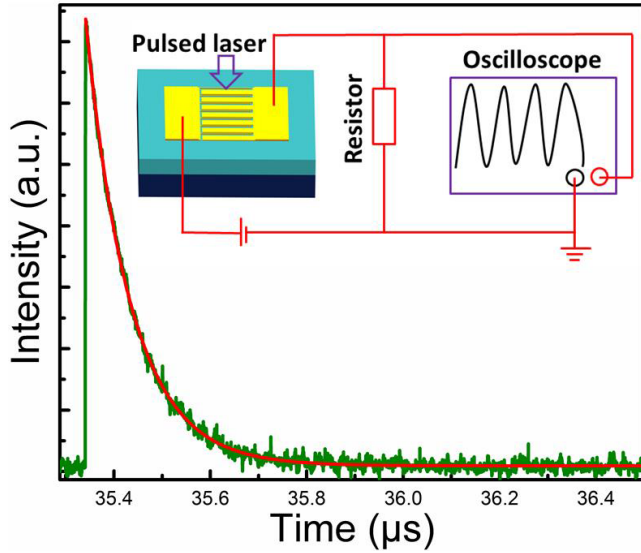 Pulsed laser
Oscilloscope
Resistor
Intensity (a.u.)
35.4 35.6 35.8 36.0 36.2 36.4
Time (μs)